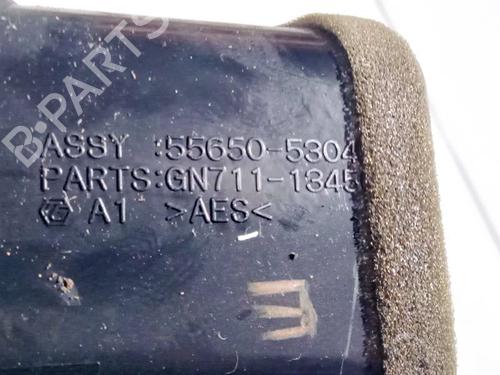 B-PARTS
ASSY :55650-5304
PARTS:GN711-1345
A1 >AES<
E